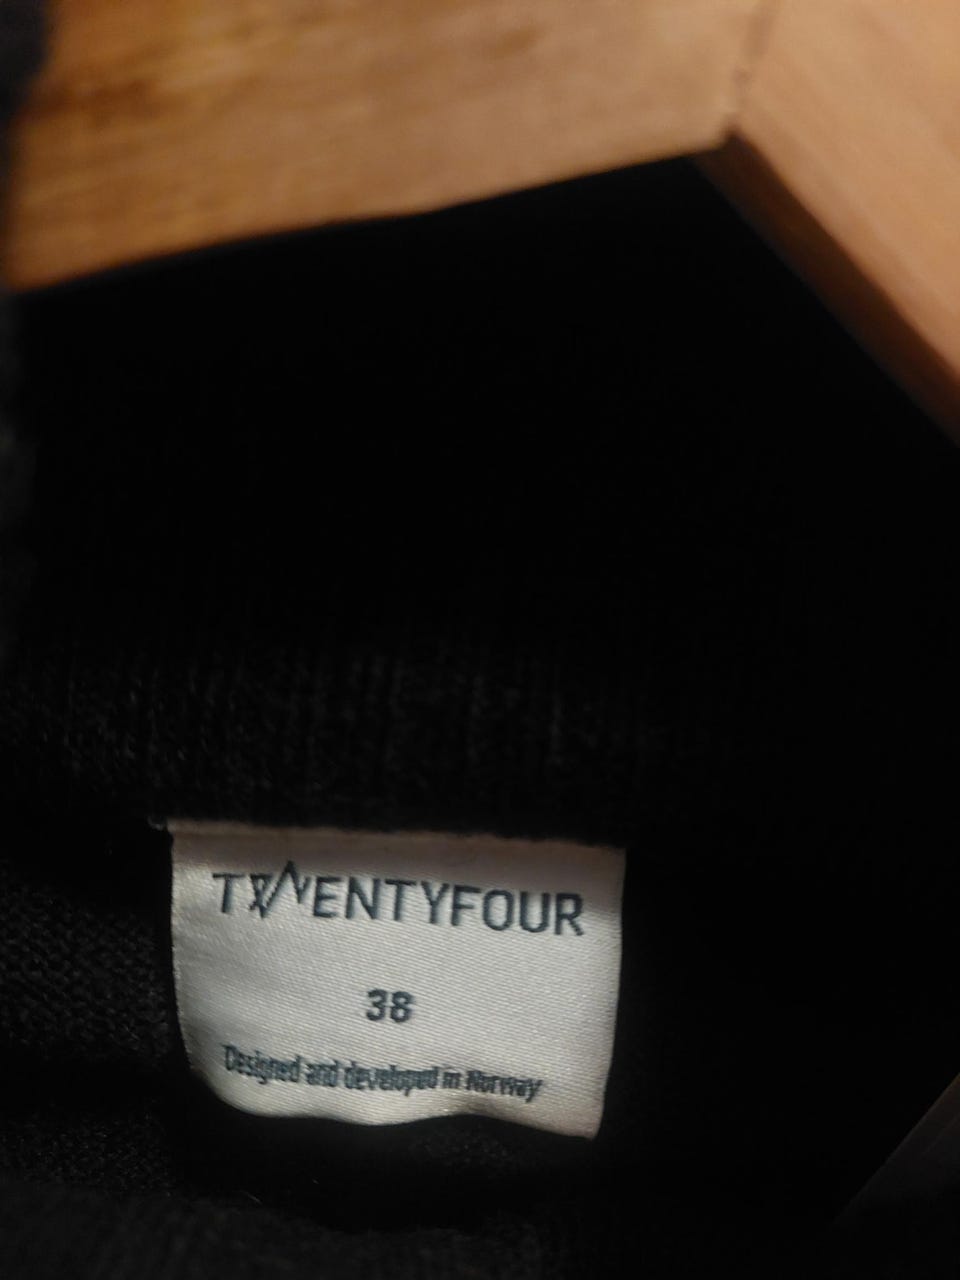 TWENTYFOUR
38
Designed and developed in Norway